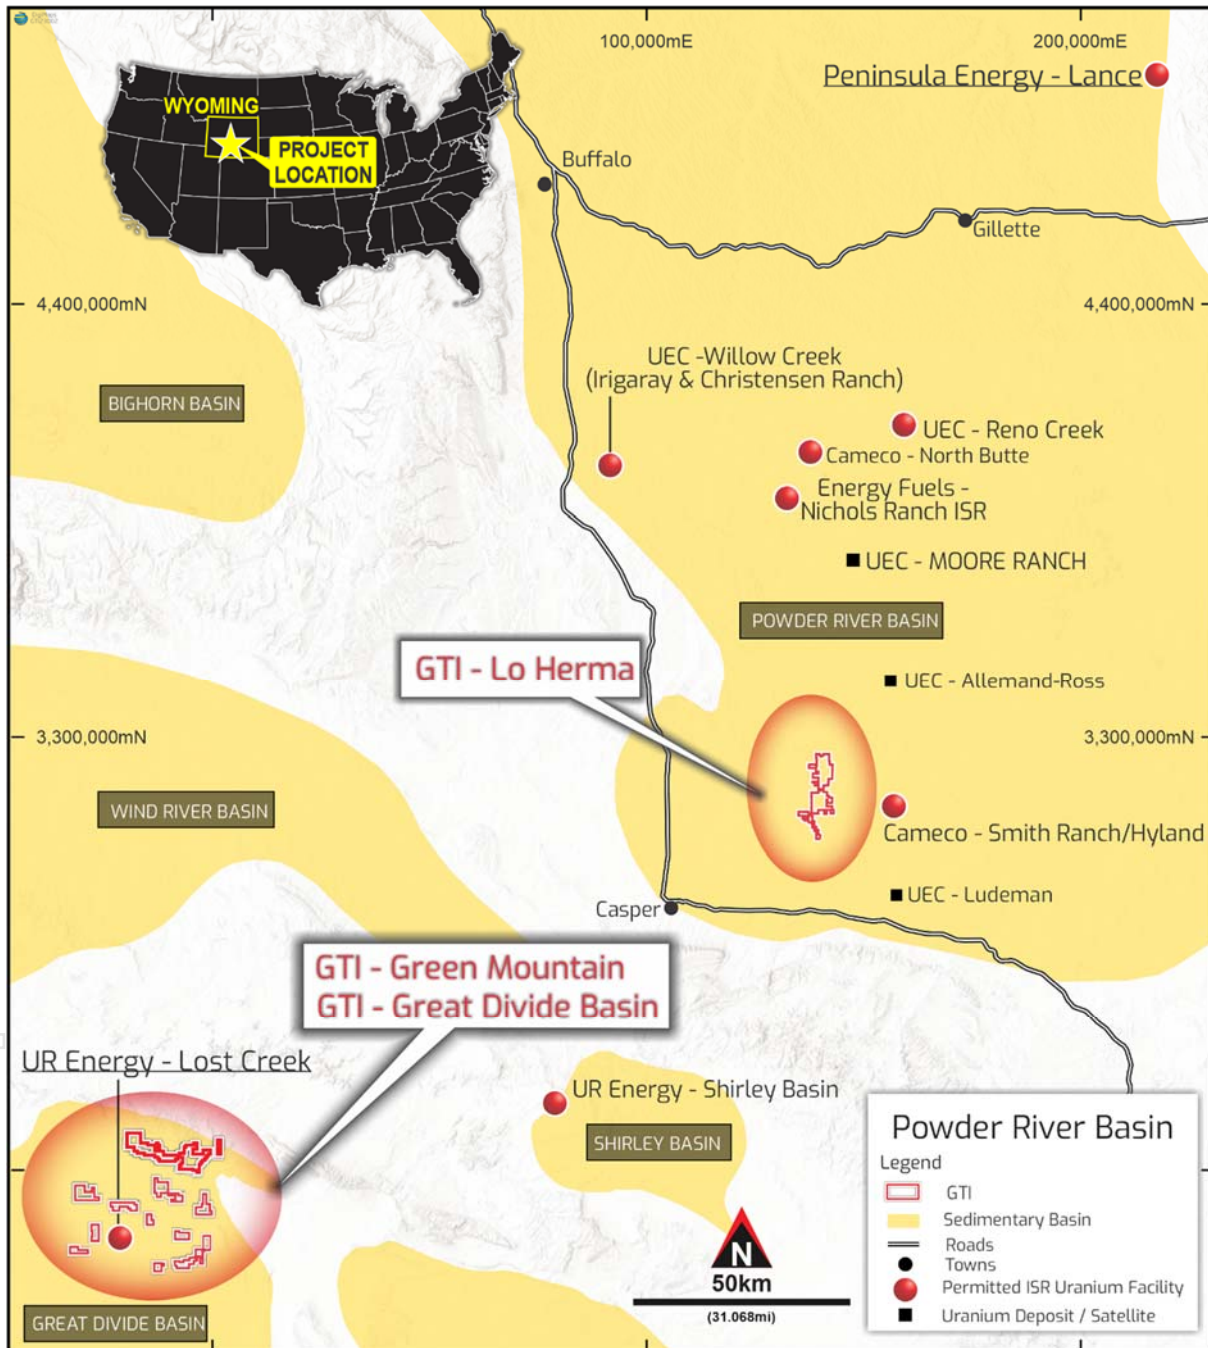 100,000mE
200,000mE
Peninsula Energy - Lance
WYOMING
PROJECT
LOCATION
Buffalo
Gillette
4,400,000mN
4,400,000mN
UEC -Willow Creek
(Irigaray & Christensen Ranch)
BIGHORN BASIN
UEC - Reno Creek
Cameco - North Butte
Energy Fuels -
Nichols Ranch ISR
UEC - MOORE RANCH
POWDER RIVER BASIN
GTI - Lo Herma
UEC - Allemand-Ross
3,300,000mN
3,300,000mN
WIND RIVER BASIN
Cameco - Smith Ranch/Hyland
UEC - Ludeman
Casper
GTI - Green Mountain
GTI - Great Divide Basin
UR Energy - Lost Creek
UR Energy - Shirley Basin
SHIRLEY BASIN
GREAT DIVIDE BASIN
N
50km
(31.068mi)
Powder River Basin
Legend
GTI
Sedimentary Basin
Roads
Towns
Permitted ISR Uranium Facility
Uranium Deposit / Satellite